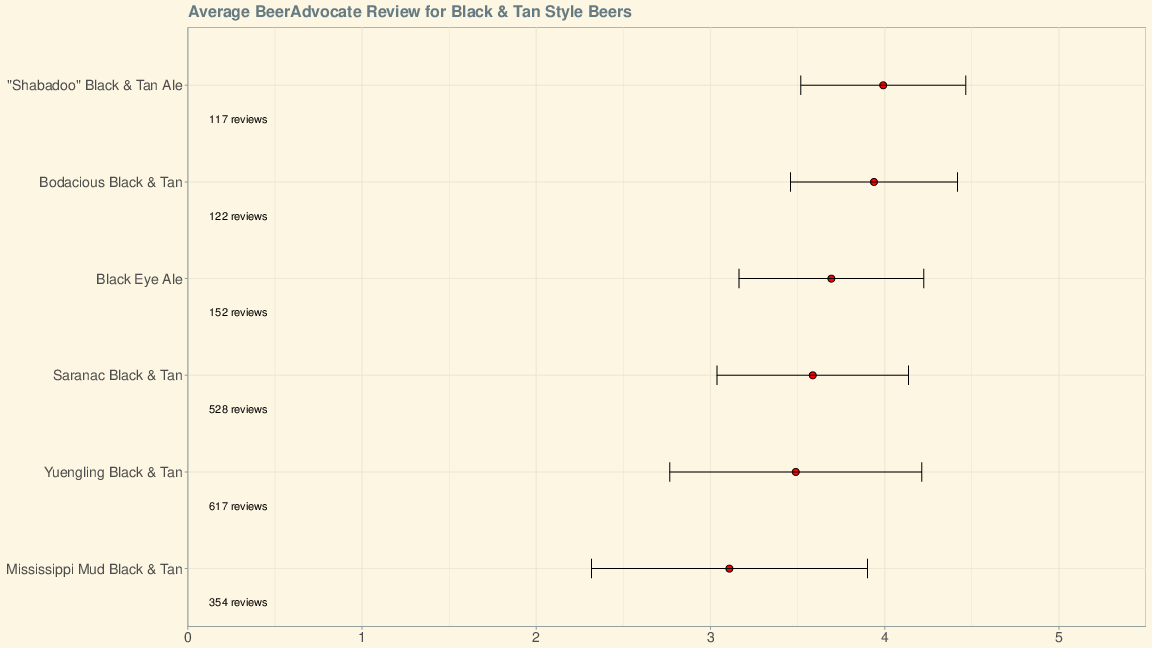 Average BeerAdvocate Review for Black & Tan Style Beers
"Shabadoo" Black & Tan Ale
117 reviews
Bodacious Black & Tan
122 reviews
Black Eye Ale
152 reviews
Saranac Black & Tan
528 reviews
Yuengling Black & Tan
617 reviews
Mississippi Mud Black & Tan
354 reviews
0 1 2 3 4 5